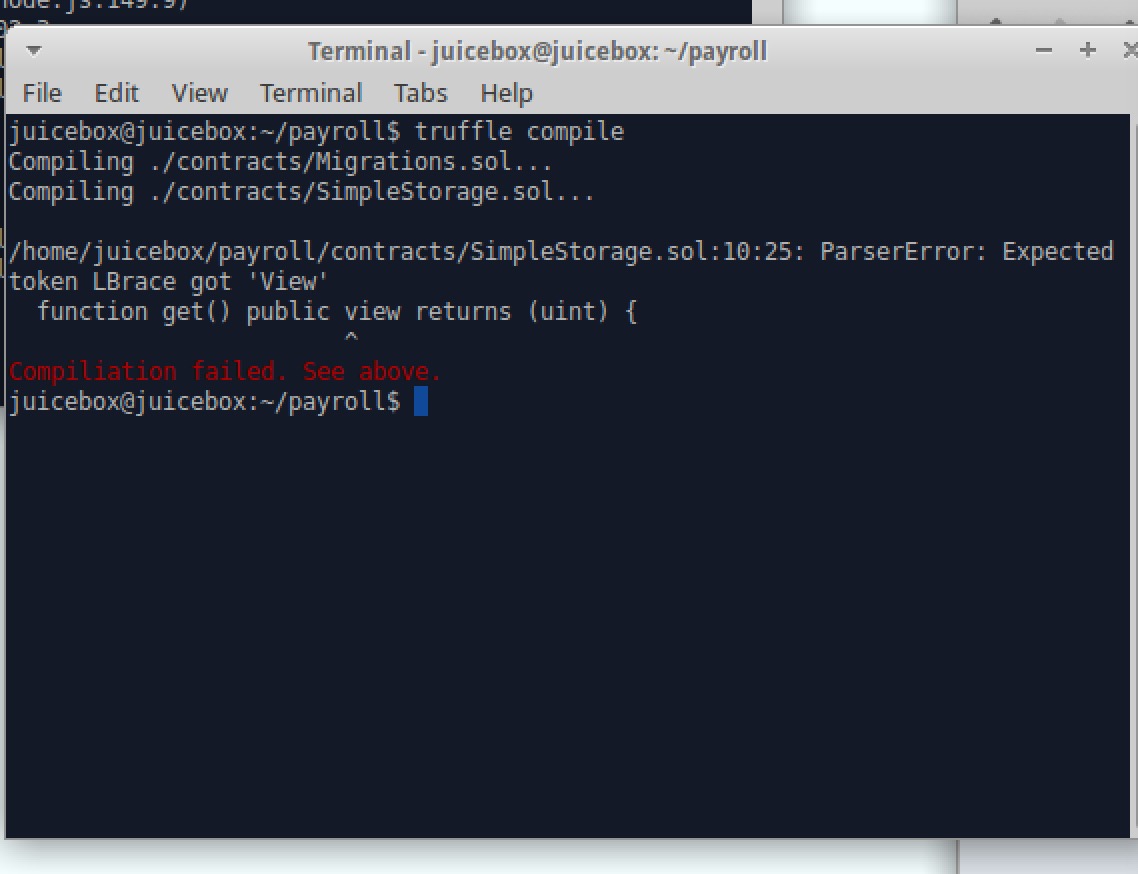 ode.js:149:9)
Terminal - juicebox@juicebox: ~/payroll
File Edit View Terminal Tabs Help
juicebox@juicebox:~/payroll$ truffle compile
Compiling ./contracts/Migrations.sol...
Compiling ./contracts/SimpleStorage.sol...
/home/juicebox/payroll/contracts/SimpleStorage.sol:10:25: ParserError: Expected
token LBrace got 'View'
function get() public view returns (uint) {
^
Compiliation failed. See above.
juicebox@juicebox:~/payroll$